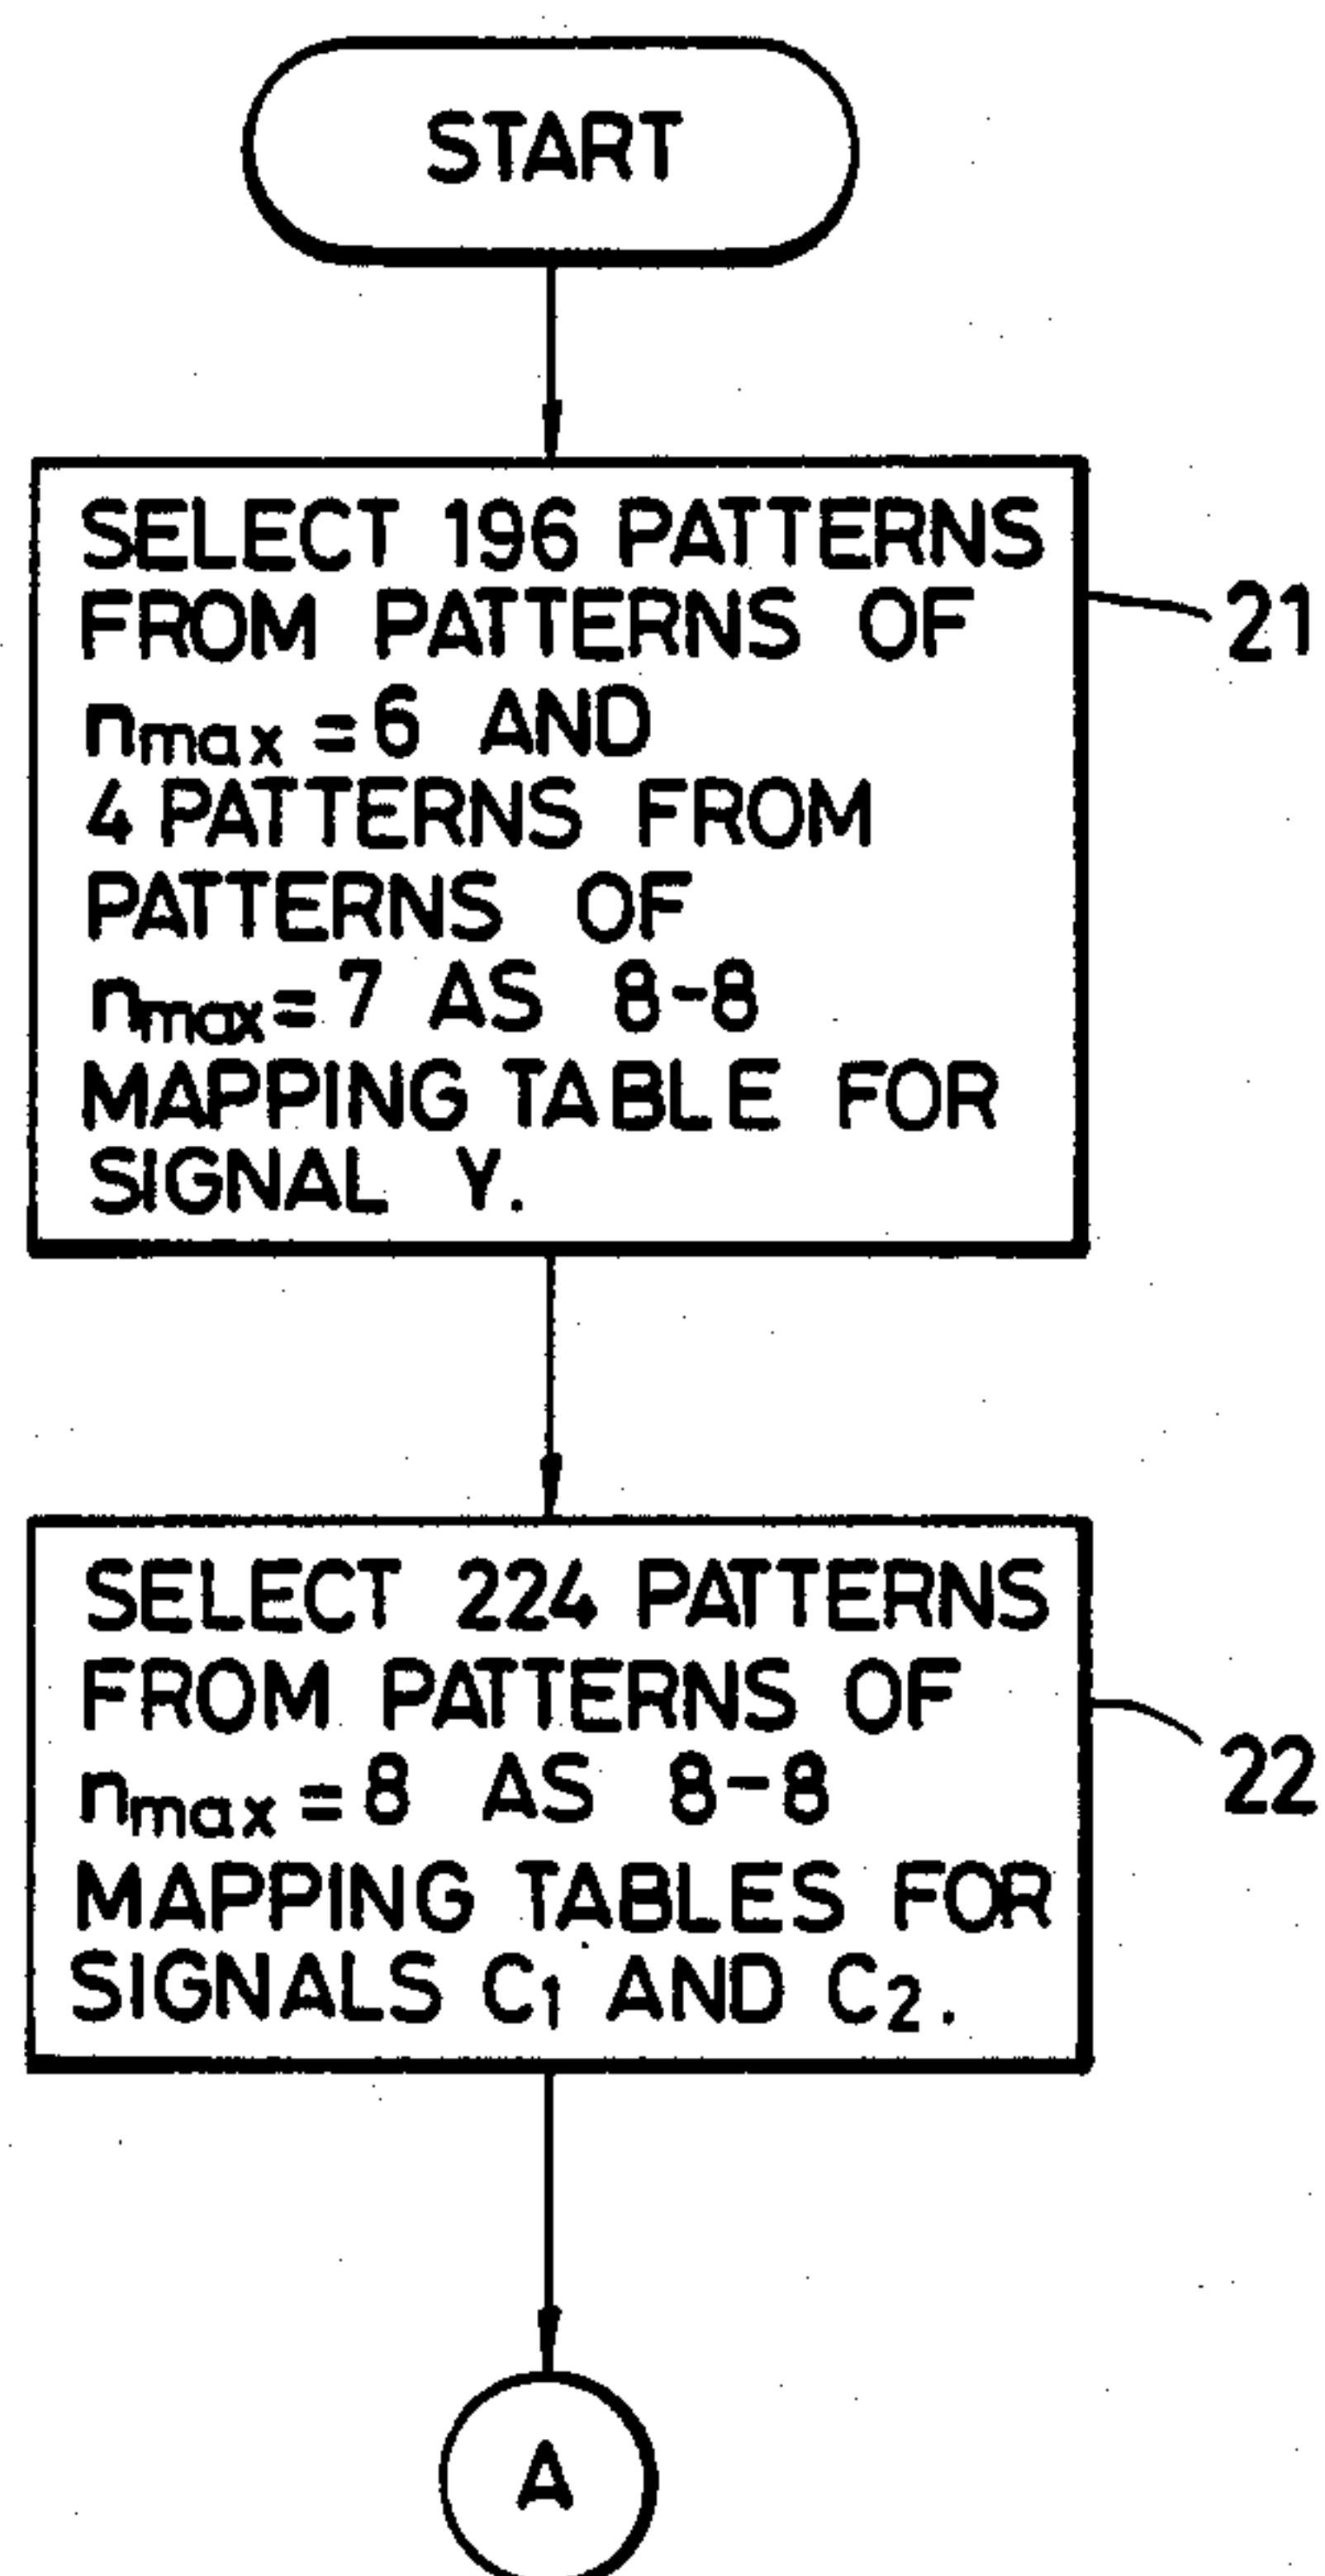 START
SELECT 196 PATTERNS
FROM PATTERNS OF
nmax = 6 AND
4 PATTERNS FROM
PATTERNS OF
nmax = 7 AS 8-8
MAPPING TABLE FOR
SIGNAL Y.
21
SELECT 224 PATTERNS
FROM PATTERNS OF
nmax = 8 AS 8-8
MAPPING TABLES FOR
SIGNALS C1 AND C2.
22
A